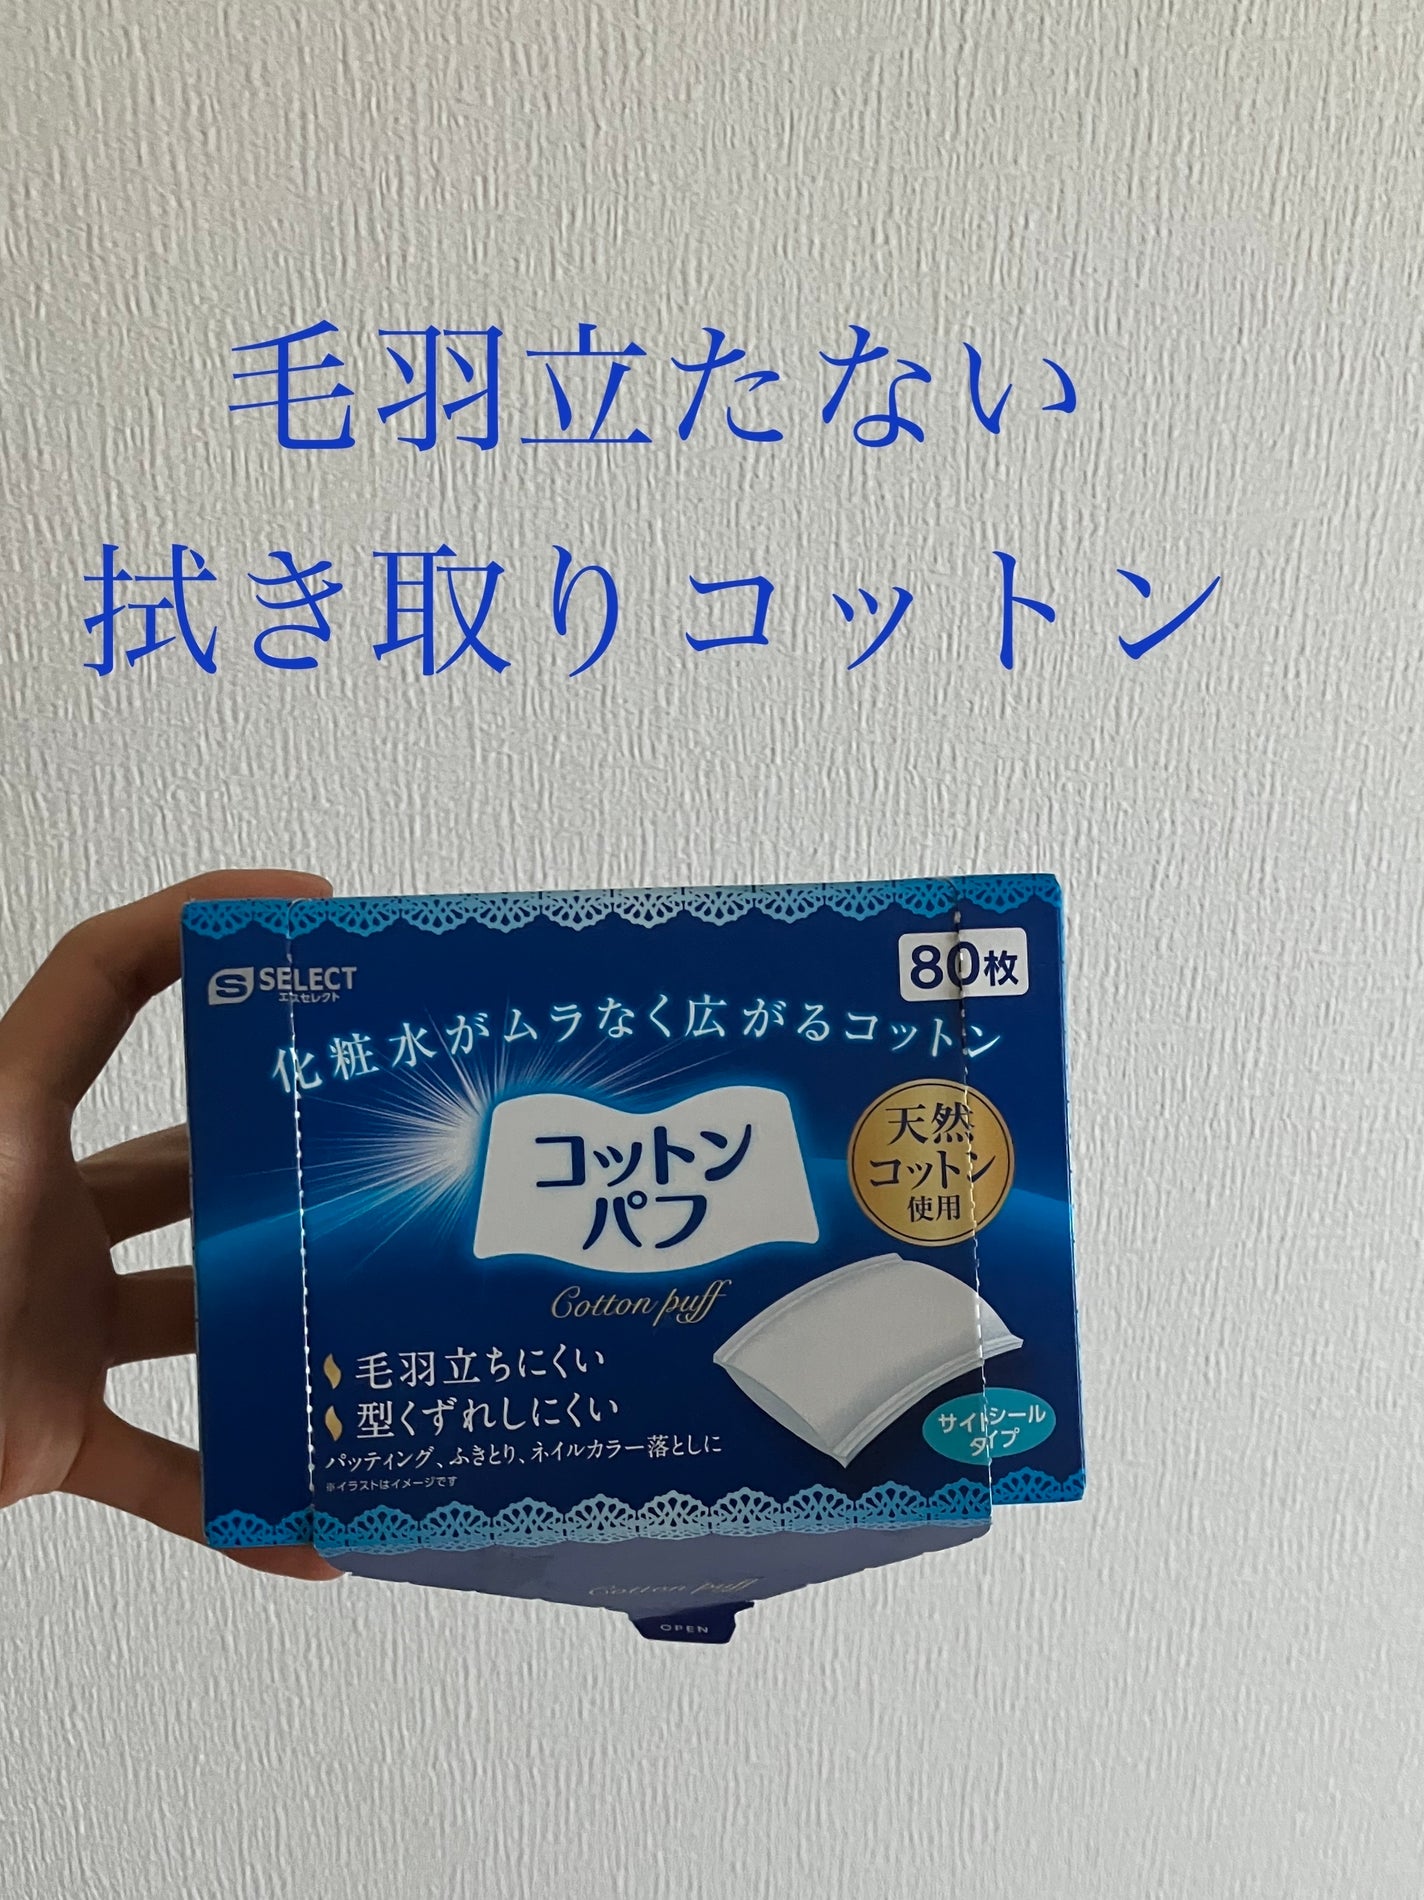 毛羽立たない
拭き取りコットン
S SELECT
エスセレクト
80枚
化粧水がムラなく広がるコットン
コットン
パフ
Cotton puff
天然
コットン
使用
毛羽立ちにくい
型くずれしにくい
パッティング、ふきとり、ネイルカラー落としに
※イラストはイメージです
サイドシール
タイプ
Cotton puff
OPEN